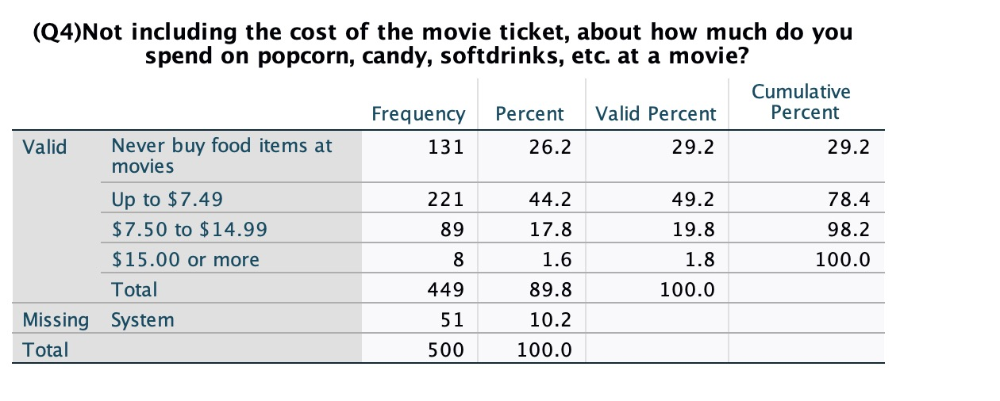 (Q4)Not including the cost of the movie ticket, about how much do you
spend on popcorn, candy, softdrinks, etc. at a movie?
Frequency Percent Valid Percent Cumulative
Percent
Valid Never buy food items at
movies 131 26.2 29.2 29.2
Up to $7.49 221 44.2 49.2 78.4
$7.50 to $14.99 89 17.8 19.8 98.2
$15.00 or more 8 1.6 1.8 100.0
Total 449 89.8 100.0
Missing System 51 10.2
Total 500 100.0